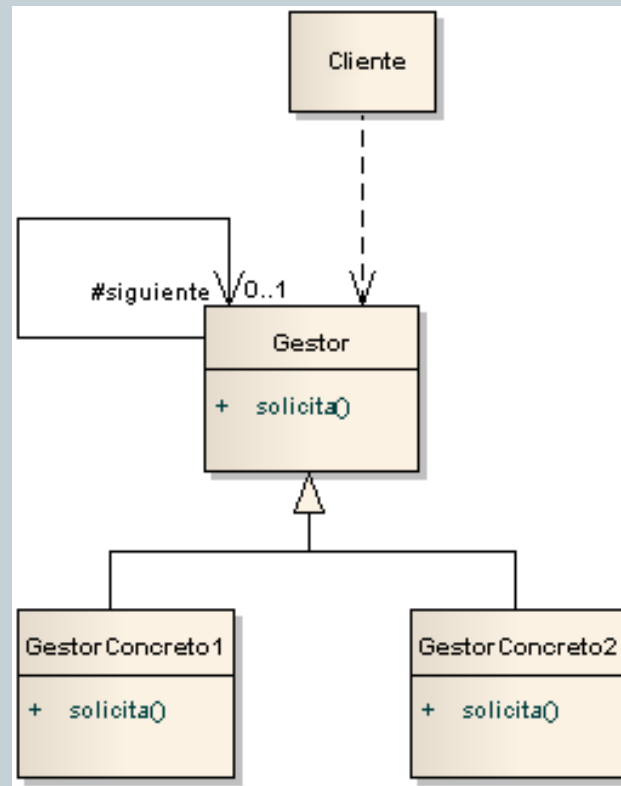 Cliente
#siguiente 0..1
Gestor
+ solicita()
GestorConcreto1
+ solicita()
GestorConcreto2
+ solicita()